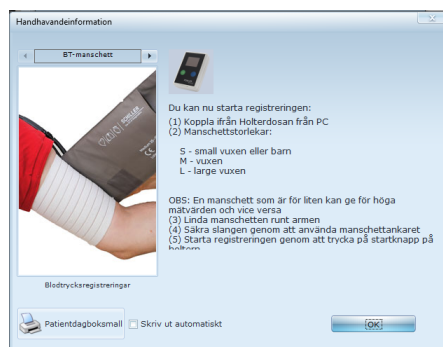 Handhavandeinformation
BT-manschett
SCHILLER
Du kan nu starta registreringen:
(1) Koppla ifrån Holterdosan från PC
(2) Manschettstorlekar:
S - small vuxen eller barn
M - vuxen
L - large vuxen
OBS: En manschett som är för liten kan ge för höga
mätvärden och vice versa
(3) Linda manschetten runt armen
(4) Säkra slangen genom att använda manschettankaret
(5) Starta registreringen genom att trycka på startknapp på
Blodtrycksregistreringar
Patientdagboksmall
Skriv ut automatiskt
OK